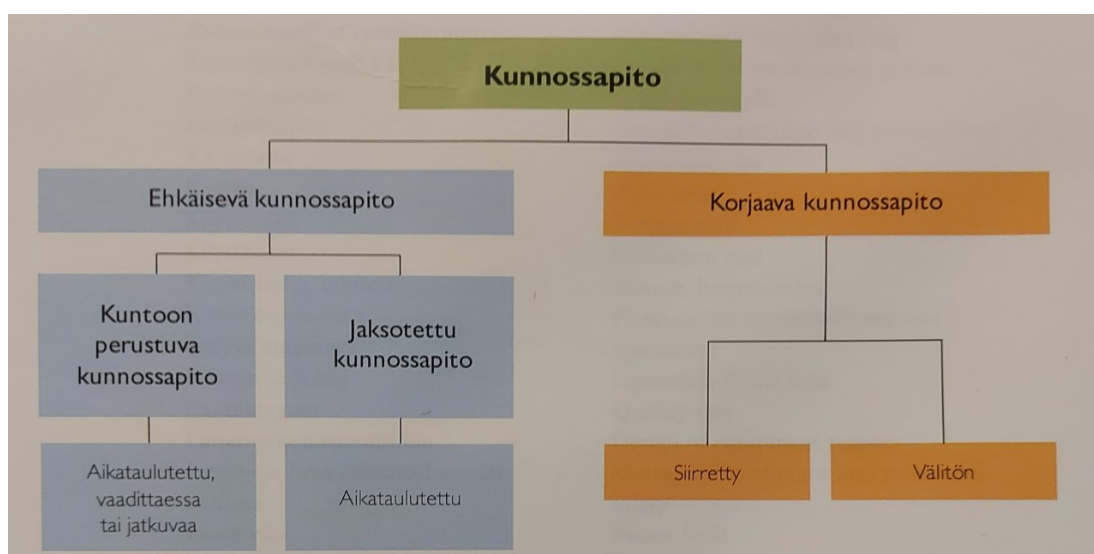 Kunnossapito
Ehkäisevä kunnossapito
Korjaava kunnossapito
Kuntoon
perustuva
kunnossapito
Jaksotettu
kunnossapito
Aikataulutettu,
vaadittaessa
tai jatkuvaa
Aikataulutettu
Siirretty
Välitön